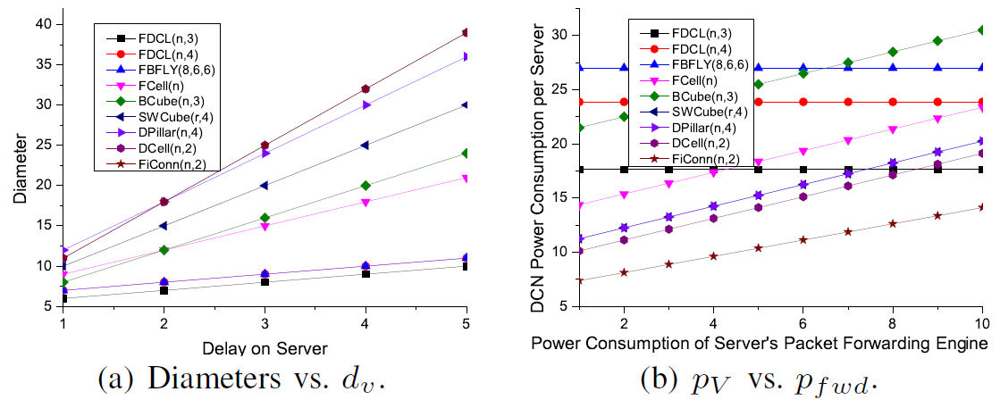 40
35
30
25
20
15
10
5
1
2
3
4
5
Diameter
Delay on Server
FDCL(n,3)
FDCL(n,4)
FBFLY(8,6,6)
FCell(n)
BCube(n,3)
SWCube(r,4)
DPillar(n,4)
DCell(n,2)
FiConn(n,2)
(a) Diameters vs. d_v.
30
25
20
15
10
5
2
4
6
8
10
DCN Power Consumption per Server
Power Consumption of Server's Packet Forwarding Engine
FDCL(n,3)
FDCL(n,4)
FBFLY(8,6,6)
FCell(n)
BCube(n,3)
SWCube(r,4)
DPillar(n,4)
DCell(n,2)
FiConn(n,2)
(b) p_V vs. p_{fwd}.